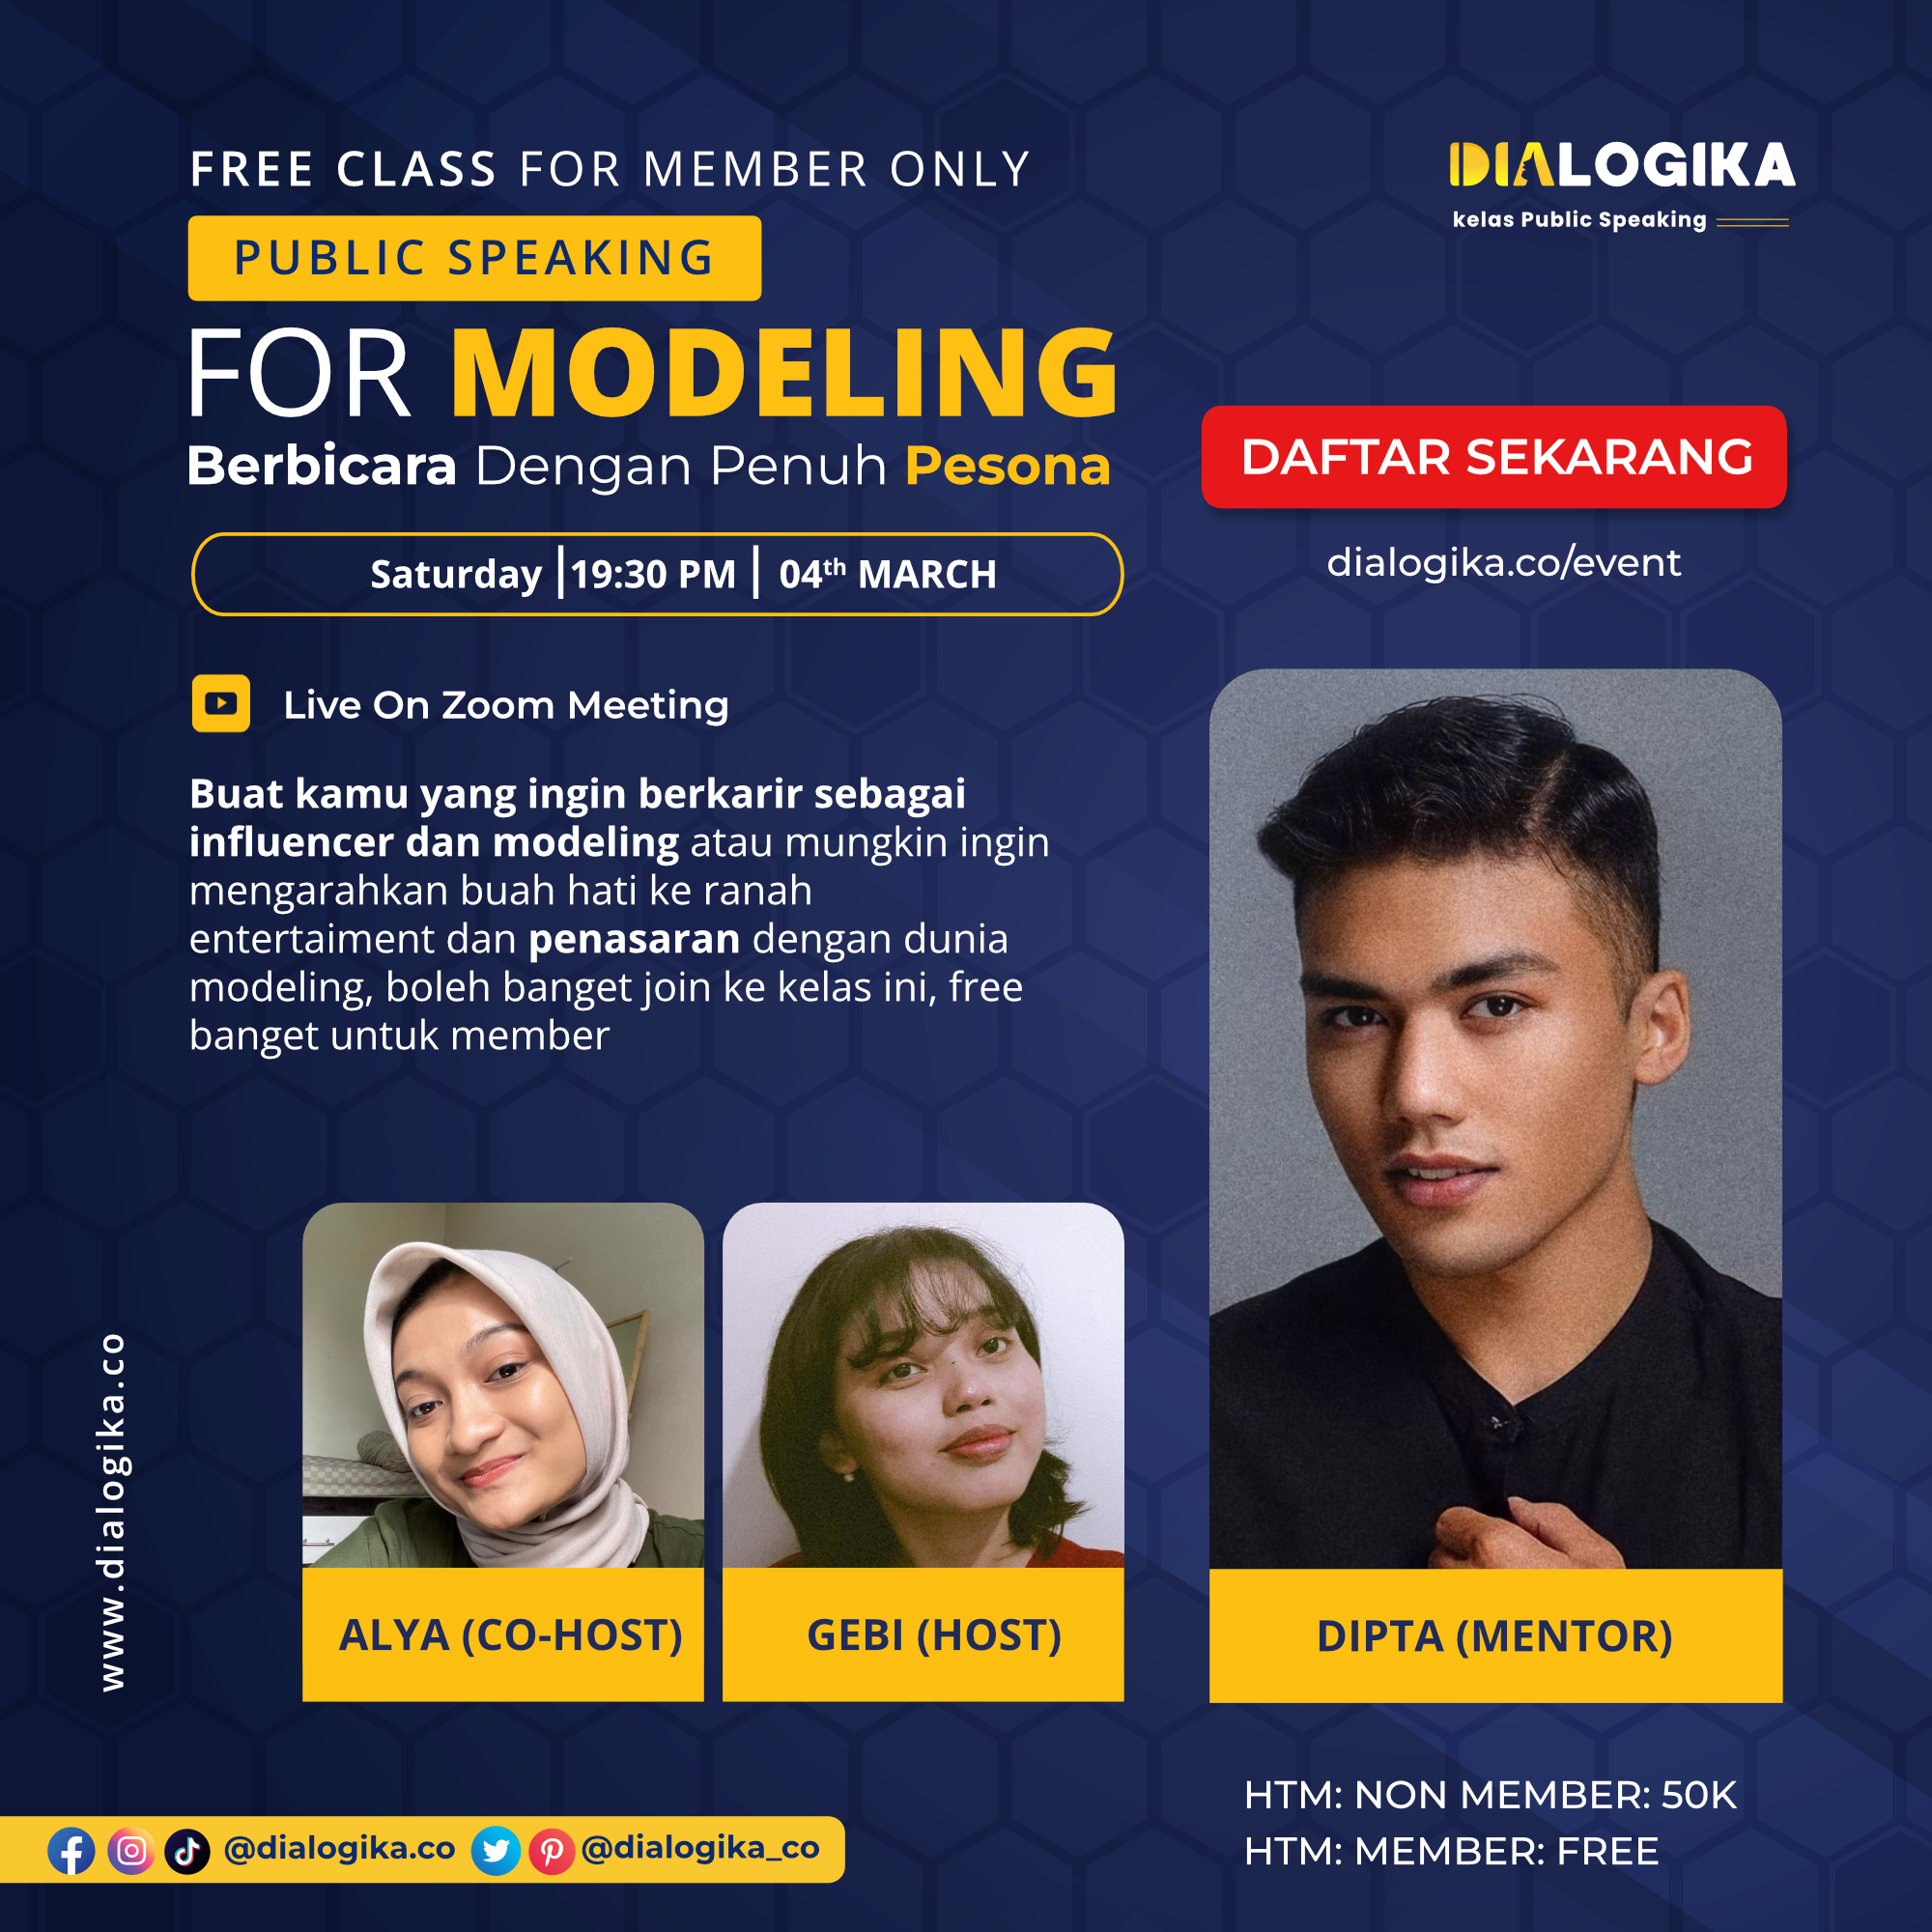 FREE CLASS FOR MEMBER ONLY
PUBLIC SPEAKING
FOR MODELING
Berbicara Dengan Penuh Pesona
Saturday | 19:30 PM | 04th MARCH
Live On Zoom Meeting
Buat kamu yang ingin berkarir sebagai
influencer dan modeling atau mungkin ingin
mengarahkan buah hati ke ranah
entertaiment dan penasaran dengan dunia
modeling, boleh banget join ke kelas ini, free
banget untuk member
DIALOGIKA
kelas Public Speaking
DAFTAR SEKARANG
dialogika.co/event
www.dialogika.co
ALYA (CO-HOST)
GEBI (HOST)
DIPTA (MENTOR)
HTM: NON MEMBER: 50K
HTM: MEMBER: FREE
@dialogika.co @dialogika_co